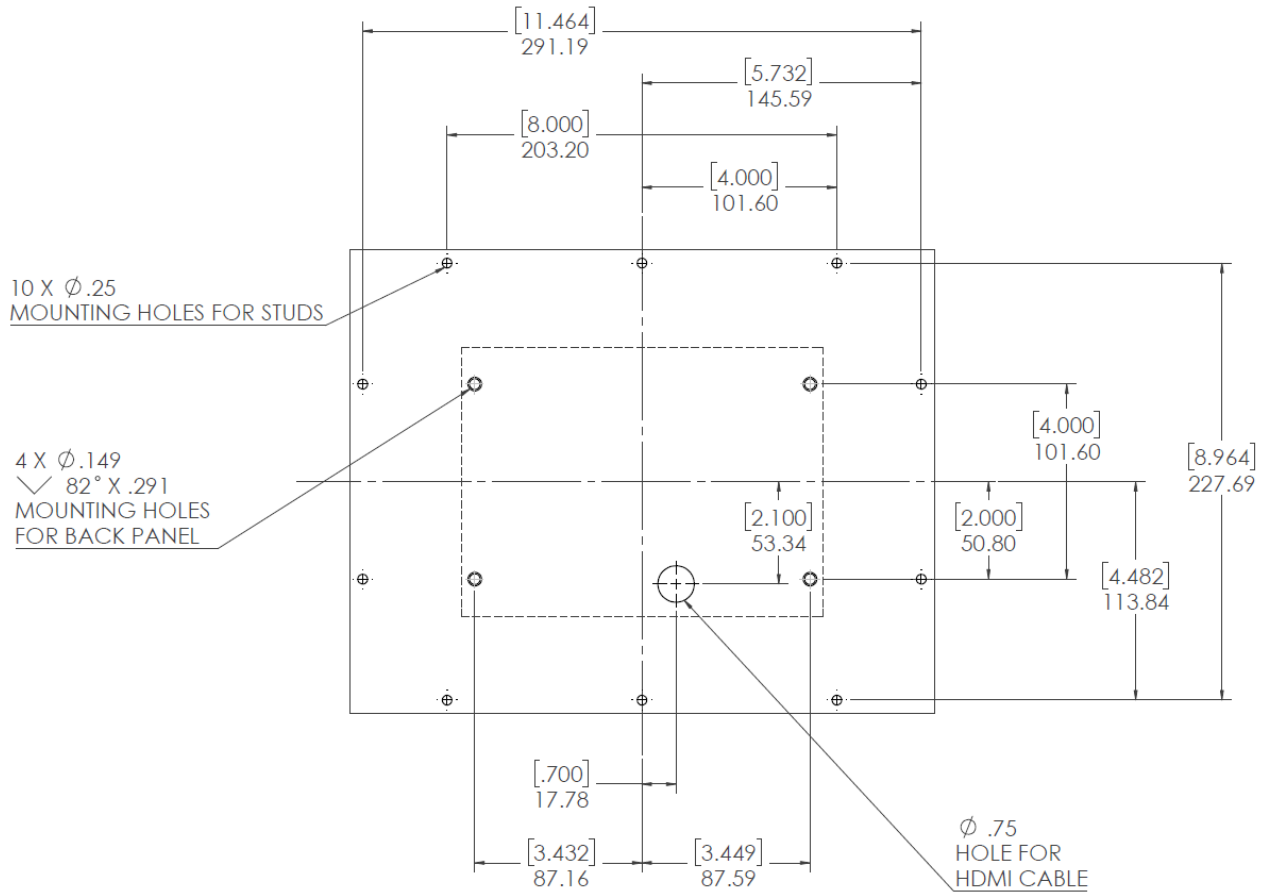 [11.464]
291.19
[5.732]
145.59
[8.000]
203.20
[4.000]
101.60
10 X Ø.25
MOUNTING HOLES FOR STUDS
4 X Ø.149
⌵ 82° X .291
MOUNTING HOLES
FOR BACK PANEL
[4.000]
101.60
[8.964]
227.69
[2.100]
53.34
[2.000]
50.80
[4.482]
113.84
[.700]
17.78
[3.432]
87.16
[3.449]
87.59
Ø .75
HOLE FOR
HDMI CABLE